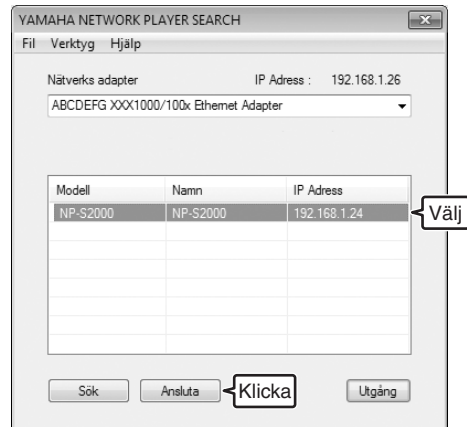 YAMAHA NETWORK PLAYER SEARCH
Fil Verktyg Hjälp
Nätverks adapter IP Adress : 192.168.1.26
ABCDEFG XXX1000/100x Ethernet Adapter
Modell Namn IP Adress
NP-S2000 NP-S2000 192.168.1.24
Välj
Sök Ansluta Klicka Utgång